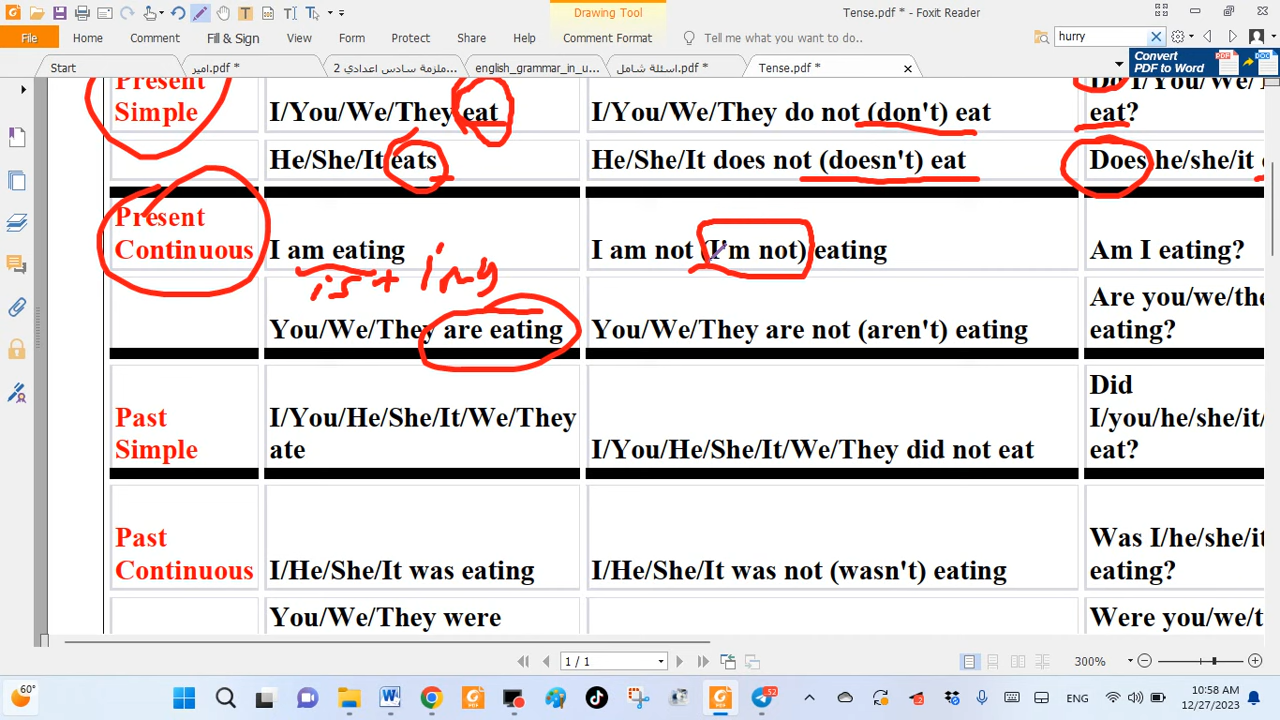 Drawing Tool
Tense.pdf * - Foxit Reader
File Home Comment Fill & Sign View Form Protect Share Help Comment Format Tell me what you want to do.. hurry
Start امير.pdf * ملزمة سادس اعدادي 2... english_grammar_in_u... اسئلة شامل.pdf * Tense.pdf *
Convert
PDF to Word
Present
Simple
I/You/We/They eat
I/You/We/They do not (don't) eat
Do I/You/We/
eat?
He/She/It eats
He/She/It does not (doesn't) eat
Does he/she/it
Present
Continuous
I am eating
I am not (I'm not) eating
Am I eating?
is + ing
You/We/They are eating
You/We/They are not (aren't) eating
Are you/we/the
eating?
Past
Simple
I/You/He/She/It/We/They
ate
I/You/He/She/It/We/They did not eat
Did
I/you/he/she/it/
eat?
Past
Continuous
I/He/She/It was eating
I/He/She/It was not (wasn't) eating
Was I/he/she/it
eating?
You/We/They were
Were you/we/t
1 / 1
300%
60°
52
ENG
10:58 AM
12/27/2023